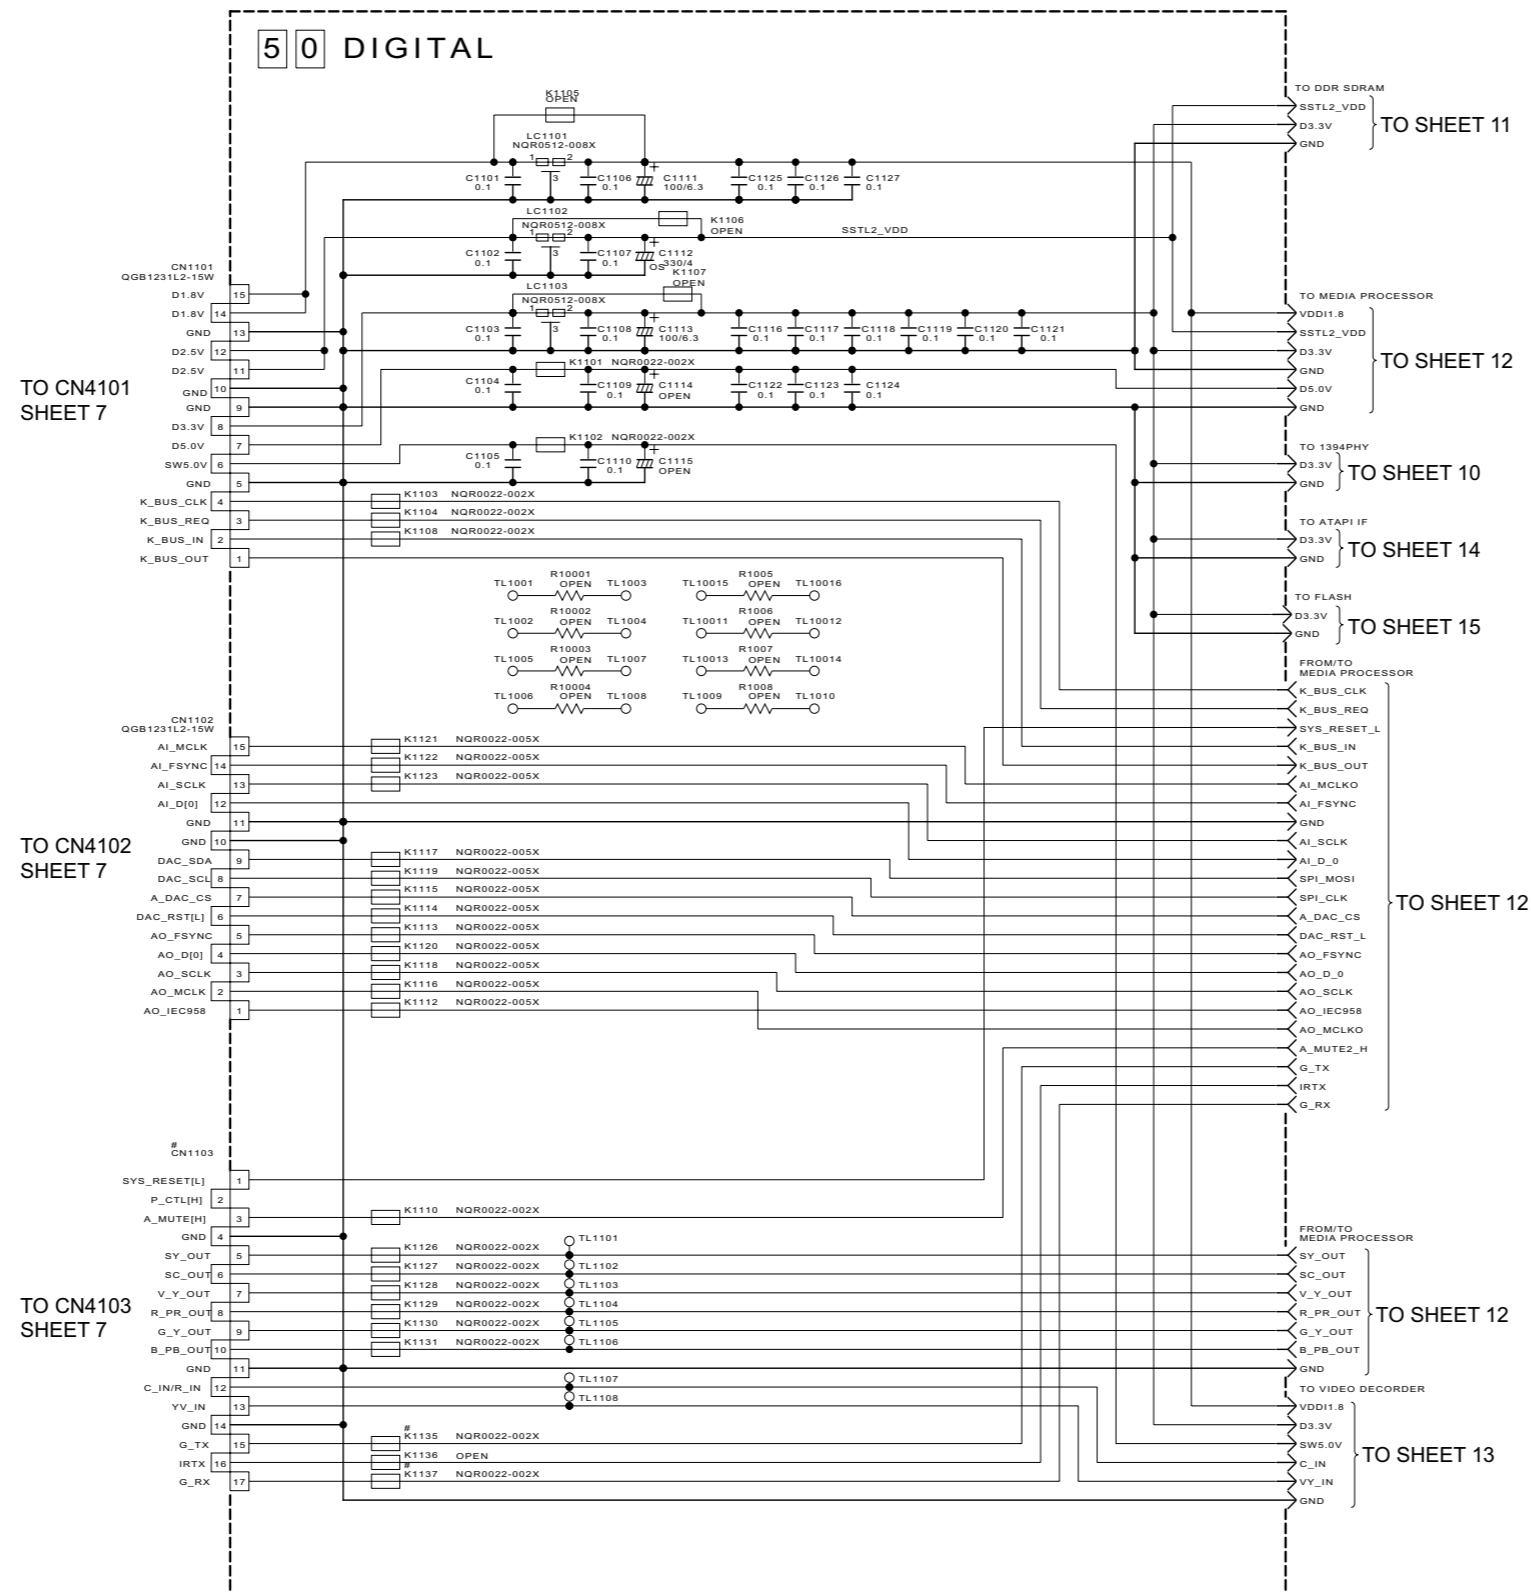 5 0 DIGITAL
K1105
OPEN
LC1101
NQR0512-008X
1 2
3
C1101
0.1
C1106
0.1
+
C1111
100/6.3
C1125
0.1
C1126
0.1
C1127
0.1
LC1102
NQR0512-008X
1 2
3
K1106
OPEN
SSTL2_VDD
C1102
0.1
C1107
0.1
+
C1112
OS 330/4
K1107
OPEN
LC1103
NQR0512-008X
1 2
3
C1103
0.1
C1108
0.1
+
C1113
100/6.3
C1116
0.1
C1117
0.1
C1118
0.1
C1119
0.1
C1120
0.1
C1121
0.1
K1101 NQR0022-002X
C1104
0.1
C1109
0.1
+
C1114
OPEN
C1122
0.1
C1123
0.1
C1124
0.1
K1102 NQR0022-002X
C1105
0.1
C1110
0.1
+
C1115
OPEN
CN1101
QGB1231L2-15W
D1.8V 15
D1.8V 14
GND 13
D2.5V 12
D2.5V 11
GND 10
GND 9
D3.3V 8
D5.0V 7
SW5.0V 6
GND 5
K_BUS_CLK 4
K_BUS_REQ 3
K_BUS_IN 2
K_BUS_OUT 1
TO CN4101
SHEET 7
K1103 NQR0022-002X
K1104 NQR0022-002X
K1108 NQR0022-002X
TL1001 R10001 OPEN TL1003
TL1002 R10002 OPEN TL1004
TL1005 R10003 OPEN TL1007
TL1006 R10004 OPEN TL1008
TL10015 R1005 OPEN TL10016
TL10011 R1006 OPEN TL10012
TL10013 R1007 OPEN TL10014
TL1009 R1008 OPEN TL1010
CN1102
QGB1231L2-15W
AI_MCLK 15
AI_FSYNC 14
AI_SCLK 13
AI_D[0] 12
GND 11
GND 10
DAC_SDA 9
DAC_SCL 8
A_DAC_CS 7
DAC_RST[L] 6
AO_FSYNC 5
AO_D[0] 4
AO_SCLK 3
AO_MCLK 2
AO_IEC958 1
TO CN4102
SHEET 7
K1121 NQR0022-005X
K1122 NQR0022-005X
K1123 NQR0022-005X
K1117 NQR0022-005X
K1119 NQR0022-005X
K1115 NQR0022-005X
K1114 NQR0022-005X
K1113 NQR0022-005X
K1120 NQR0022-005X
K1118 NQR0022-005X
K1116 NQR0022-005X
K1112 NQR0022-005X
#
CN1103
SYS_RESET[L] 1
P_CTL[H] 2
A_MUTE[H] 3
GND 4
SY_OUT 5
SC_OUT 6
V_Y_OUT 7
R_PR_OUT 8
G_Y_OUT 9
B_PB_OUT 10
GND 11
C_IN/R_IN 12
YV_IN 13
GND 14
G_TX 15
IRTX 16
G_RX 17
TO CN4103
SHEET 7
K1110 NQR0022-002X
K1126 NQR0022-002X
K1127 NQR0022-002X
K1128 NQR0022-002X
K1129 NQR0022-002X
K1130 NQR0022-002X
K1131 NQR0022-002X
TL1101
TL1102
TL1103
TL1104
TL1105
TL1106
TL1107
TL1108
#
K1135 NQR0022-002X
K1136 OPEN
#
K1137 NQR0022-002X
TO DDR SDRAM
SSTL2_VDD
D3.3V
GND
TO SHEET 11
TO MEDIA PROCESSOR
VDDI1.8
SSTL2_VDD
D3.3V
GND
D5.0V
GND
TO SHEET 12
TO 1394PHY
D3.3V
GND
TO SHEET 10
TO ATAPI IF
D3.3V
GND
TO SHEET 14
TO FLASH
D3.3V
GND
TO SHEET 15
FROM/TO
MEDIA PROCESSOR
K_BUS_CLK
K_BUS_REQ
SYS_RESET_L
K_BUS_IN
K_BUS_OUT
AI_MCLKO
AI_FSYNC
GND
AI_SCLK
AI_D_0
SPI_MOSI
SPI_CLK
A_DAC_CS
DAC_RST_L
AO_FSYNC
AO_D_0
AO_SCLK
AO_IEC958
AO_MCLKO
A_MUTE2_H
G_TX
IRTX
G_RX
TO SHEET 12
FROM/TO
MEDIA PROCESSOR
SY_OUT
SC_OUT
V_Y_OUT
R_PR_OUT
G_Y_OUT
B_PB_OUT
GND
TO SHEET 12
TO VIDEO DECORDER
VDDI1.8
D3.3V
SW5.0V
C_IN
VY_IN
GND
TO SHEET 13